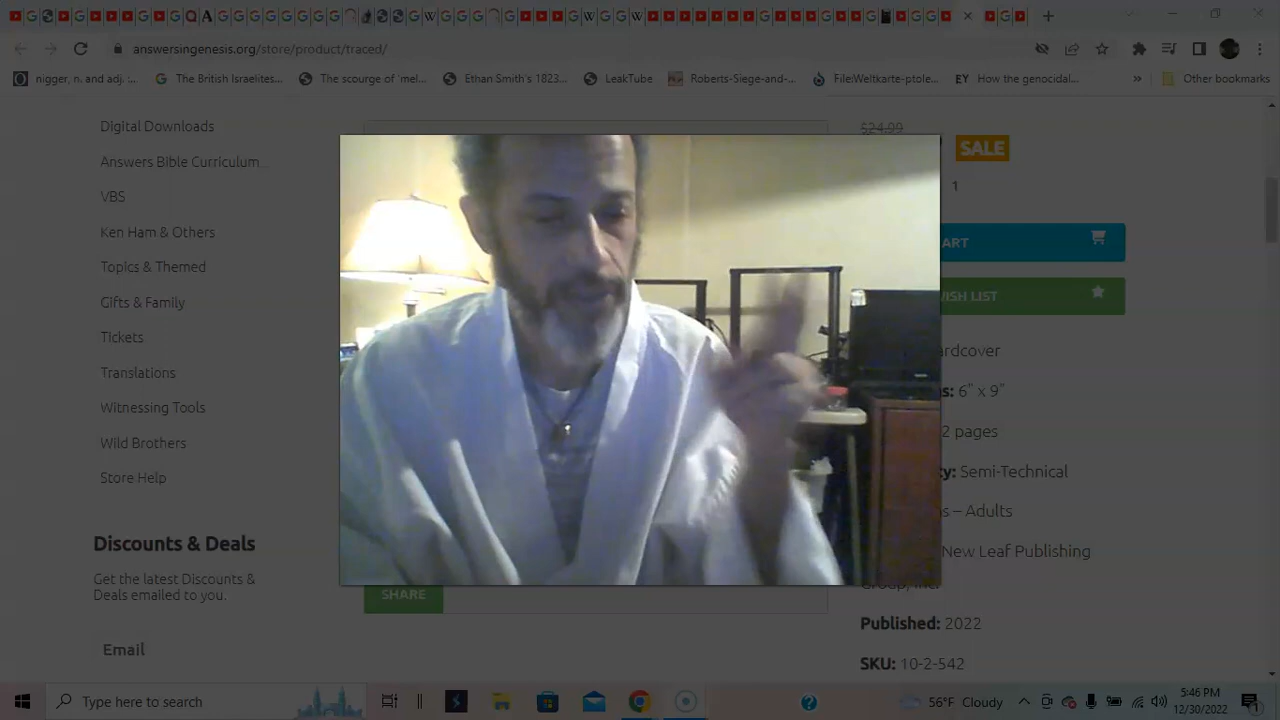 answersingenesis.org/store/product/traced/
nigger, n. and adj. :...
The British Israelites...
The scourge of 'mel...
Ethan Smith's 1823...
LeakTube
Roberts-Siege-and-...
File:Weltkarte-ptole...
EY How the genocidal...
»
Other bookmarks
Digital Downloads
Answers Bible Curriculum
VBS
Ken Ham & Others
Topics & Themed
Gifts & Family
Tickets
Translations
Witnessing Tools
Wild Brothers
Store Help
Discounts & Deals
Get the latest Discounts &
Deals emailed to you.
Email
SHARE
$24.99
SALE
1
ART
ISH LIST
ardcover
s: 6" x 9"
2 pages
ty: Semi-Technical
s – Adults
New Leaf Publishing
Group, Inc.
Published: 2022
SKU: 10-2-542
Type here to search
56°F Cloudy
5:46 PM
12/30/2022